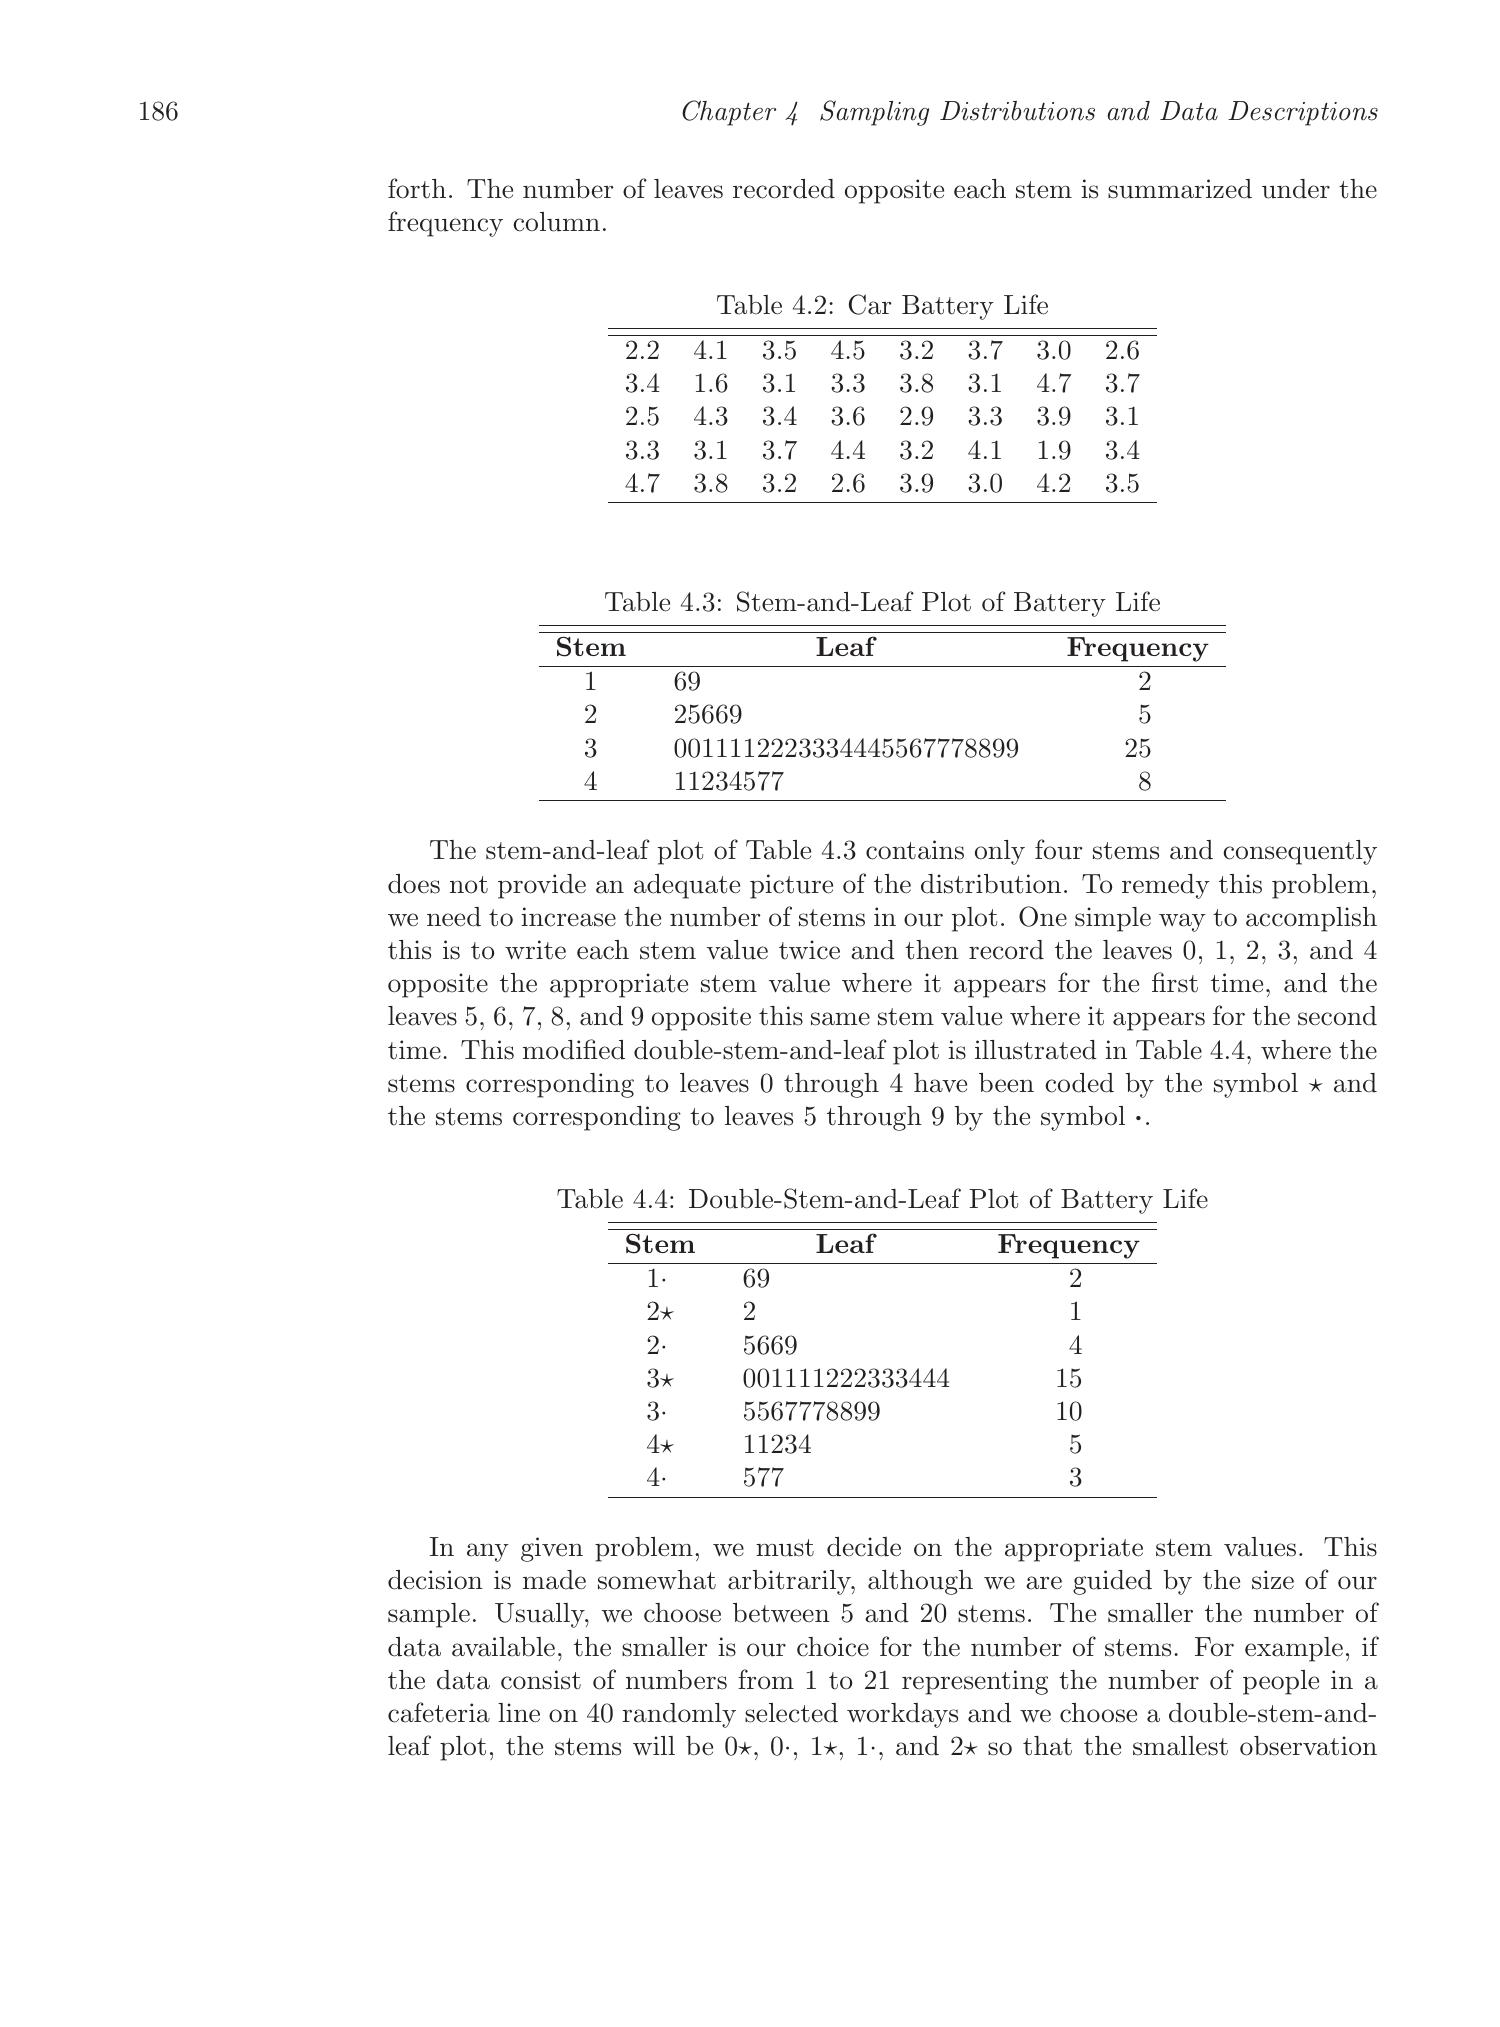 186
Chapter 4 Sampling Distributions and Data Descriptions
forth. The number of leaves recorded opposite each stem is summarized under the
frequency column.
Table 4.2: Car Battery Life
2.2 4.1 3.5 4.5 3.2 3.7 3.0 2.6
3.4 1.6 3.1 3.3 3.8 3.1 4.7 3.7
2.5 4.3 3.4 3.6 2.9 3.3 3.9 3.1
3.3 3.1 3.7 4.4 3.2 4.1 1.9 3.4
4.7 3.8 3.2 2.6 3.9 3.0 4.2 3.5
Table 4.3: Stem-and-Leaf Plot of Battery Life
Stem Leaf Frequency
1 69 2
2 25669 5
3 0011112223334445567778899 25
4 11234577 8
The stem-and-leaf plot of Table 4.3 contains only four stems and consequently
does not provide an adequate picture of the distribution. To remedy this problem,
we need to increase the number of stems in our plot. One simple way to accomplish
this is to write each stem value twice and then record the leaves 0, 1, 2, 3, and 4
opposite the appropriate stem value where it appears for the first time, and the
leaves 5, 6, 7, 8, and 9 opposite this same stem value where it appears for the second
time. This modified double-stem-and-leaf plot is illustrated in Table 4.4, where the
stems corresponding to leaves 0 through 4 have been coded by the symbol ⋆ and
the stems corresponding to leaves 5 through 9 by the symbol ·.
Table 4.4: Double-Stem-and-Leaf Plot of Battery Life
Stem Leaf Frequency
1· 69 2
2⋆ 2 1
2· 5669 4
3⋆ 001111222333444 15
3· 5567778899 10
4⋆ 11234 5
4· 577 3
In any given problem, we must decide on the appropriate stem values. This
decision is made somewhat arbitrarily, although we are guided by the size of our
sample. Usually, we choose between 5 and 20 stems. The smaller the number of
data available, the smaller is our choice for the number of stems. For example, if
the data consist of numbers from 1 to 21 representing the number of people in a
cafeteria line on 40 randomly selected workdays and we choose a double-stem-and-
leaf plot, the stems will be 0⋆, 0·, 1⋆, 1·, and 2⋆ so that the smallest observation